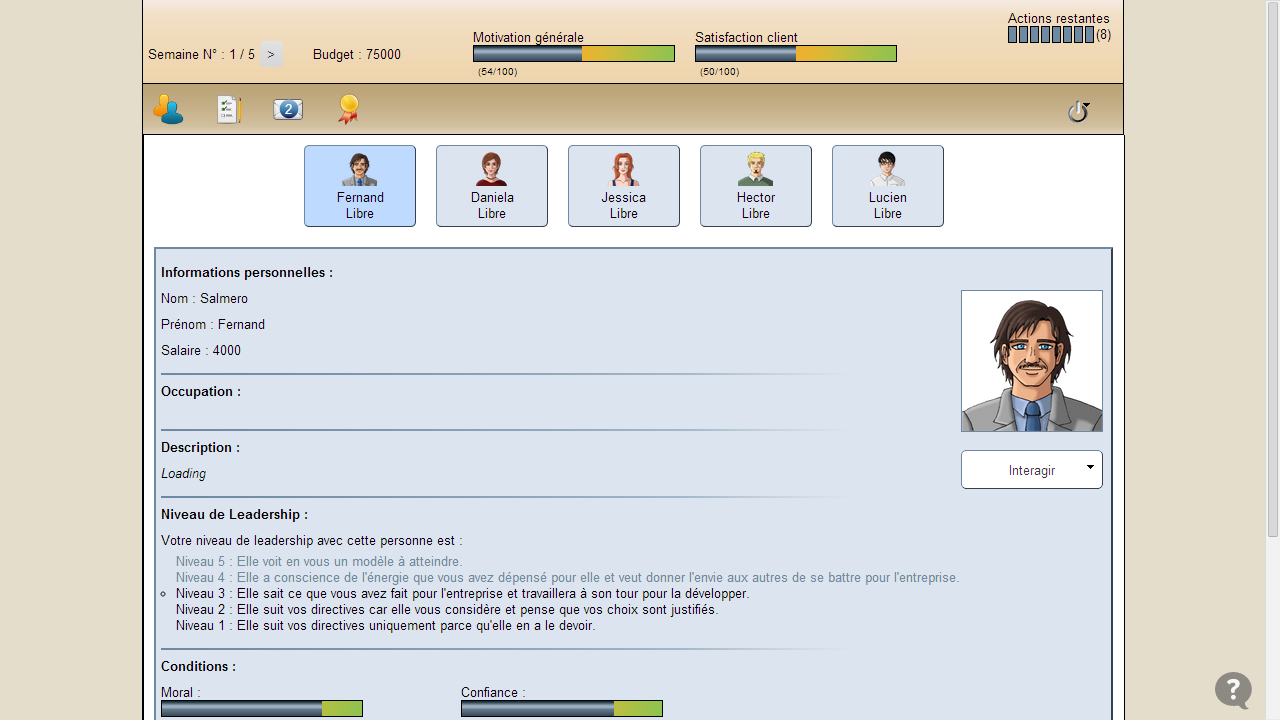 Actions restantes
(8)
Motivation générale
Satisfaction client
Semaine N° : 1 / 5 >
Budget : 75000
(54/100)
(50/100)
2
Fernand
Libre
Daniela
Libre
Jessica
Libre
Hector
Libre
Lucien
Libre
Informations personnelles :
Nom : Salmero
Prénom : Fernand
Salaire : 4000
Occupation :
Description :
Loading
Interagir
Niveau de Leadership :
Votre niveau de leadership avec cette personne est :
Niveau 5 : Elle voit en vous un modèle à atteindre.
Niveau 4 : Elle a conscience de l'énergie que vous avez dépensé pour elle et veut donner l'envie aux autres de se battre pour l'entreprise.
Niveau 3 : Elle sait ce que vous avez fait pour l'entreprise et travaillera à son tour pour la développer.
Niveau 2 : Elle suit vos directives car elle vous considère et pense que vos choix sont justifiés.
Niveau 1 : Elle suit vos directives uniquement parce qu'elle en a le devoir.
Conditions :
Moral :
Confiance :
?